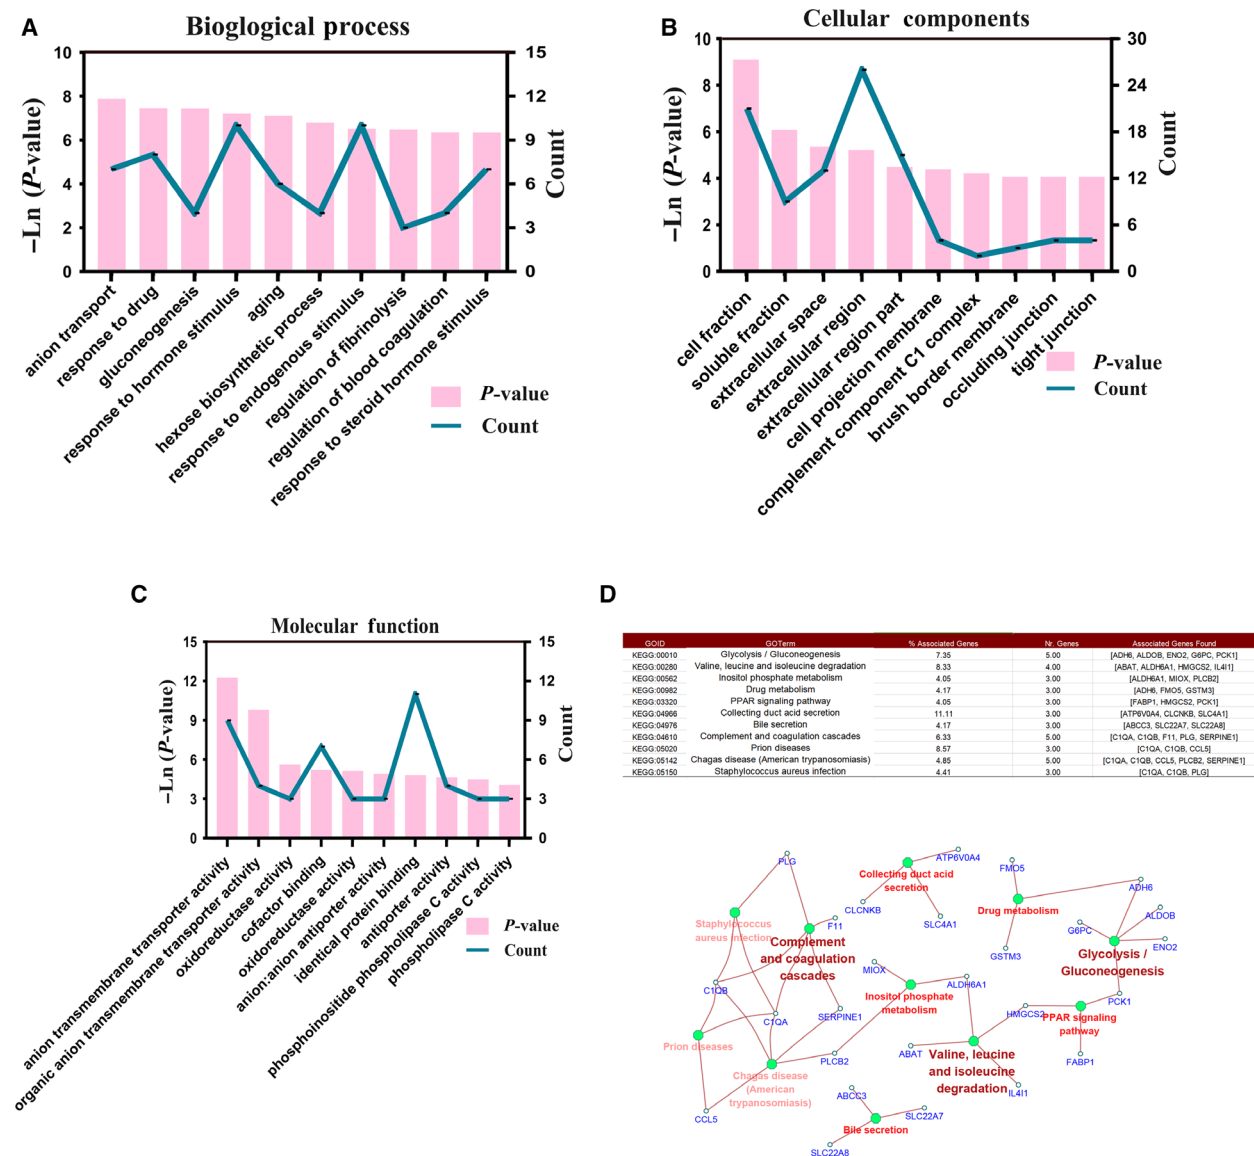 A
Bioglogical process
−Ln (P-value)
10
8
6
4
2
0
15
12
9
6
3
0
Count
anion transport
response to drug
gluconeogenesis
response to hormone stimulus
aging
hexose biosynthetic process
response to endogenous stimulus
regulation of fibrinolysis
regulation of blood coagulation
response to steroid hormone stimulus
P-value
Count
B
Cellular components
−Ln (P-value)
10
8
6
4
2
0
30
24
18
12
6
0
Count
cell fraction
soluble fraction
extracellular space
extracellular region
extracellular region part
cell projection membrane
complement component C1 complex
brush border membrane
occluding junction
tight junction
P-value
Count
C
Molecular function
−Ln (P-value)
15
12
9
6
3
0
15
12
9
6
3
0
Count
anion transmembrane transporter activity
organic anion transmembrane transporter activity
oxidoreductase activity
cofactor binding
oxidoreductase activity
anion:anion antiporter activity
identical protein binding
antiporter activity
phosphoinositide phospholipase C activity
phospholipase C activity
P-value
Count
D
GOID GOTerm % Associated Genes Nr. Genes Associated Genes Found
KEGG:00010 Glycolysis / Gluconeogenesis 7.35 5.00 [ADH6, ALDOB, ENO2, G6PC, PCK1]
KEGG:00280 Valine, leucine and isoleucine degradation 8.33 4.00 [ABAT, ALDH6A1, HMGCS2, IL4I1]
KEGG:00562 Inositol phosphate metabolism 4.05 3.00 [ALDH6A1, MIOX, PLCB2]
KEGG:00982 Drug metabolism 4.17 3.00 [ADH6, FMO5, GSTM3]
KEGG:03320 PPAR signaling pathway 4.05 3.00 [FABP1, HMGCS2, PCK1]
KEGG:04966 Collecting duct acid secretion 11.11 3.00 [ATP6V0A4, CLCNKB, SLC4A1]
KEGG:04976 Bile secretion 4.17 3.00 [ABCC3, SLC22A7, SLC22A8]
KEGG:04610 Complement and coagulation cascades 6.33 5.00 [C1QA, C1QB, F11, PLG, SERPINE1]
KEGG:05020 Prion diseases 8.57 3.00 [C1QA, C1QB, CCL5]
KEGG:05142 Chagas disease (American trypanosomiasis) 4.85 5.00 [C1QA, C1QB, CCL5, PLCB2, SERPINE1]
KEGG:05150 Staphylococcus aureus infection 4.41 3.00 [C1QA, C1QB, PLG]
PLG
ATP6V0A4
Collecting duct acid
secretion
CLCNKB
SLC4A1
FMO5
ADH6
Drug metabolism
GSTM3
ALDOB
G6PC
ENO2
Glycolysis /
Gluconeogenesis
Staphylococcus
aureus infection
F11
Complement
and coagulation
cascades
MIOX
ALDH6A1
C1QB
Inositol phosphate
metabolism
PCK1
HMGCS2
PPAR signaling
pathway
C1QA
SERPINE1
Prion diseases
PLCB2
ABAT
FABP1
Valine, leucine
and isoleucine
degradation
IL4I1
Chagas disease
(American
trypanosomiasis)
CCL5
ABCC3
SLC22A7
Bile secretion
SLC22A8